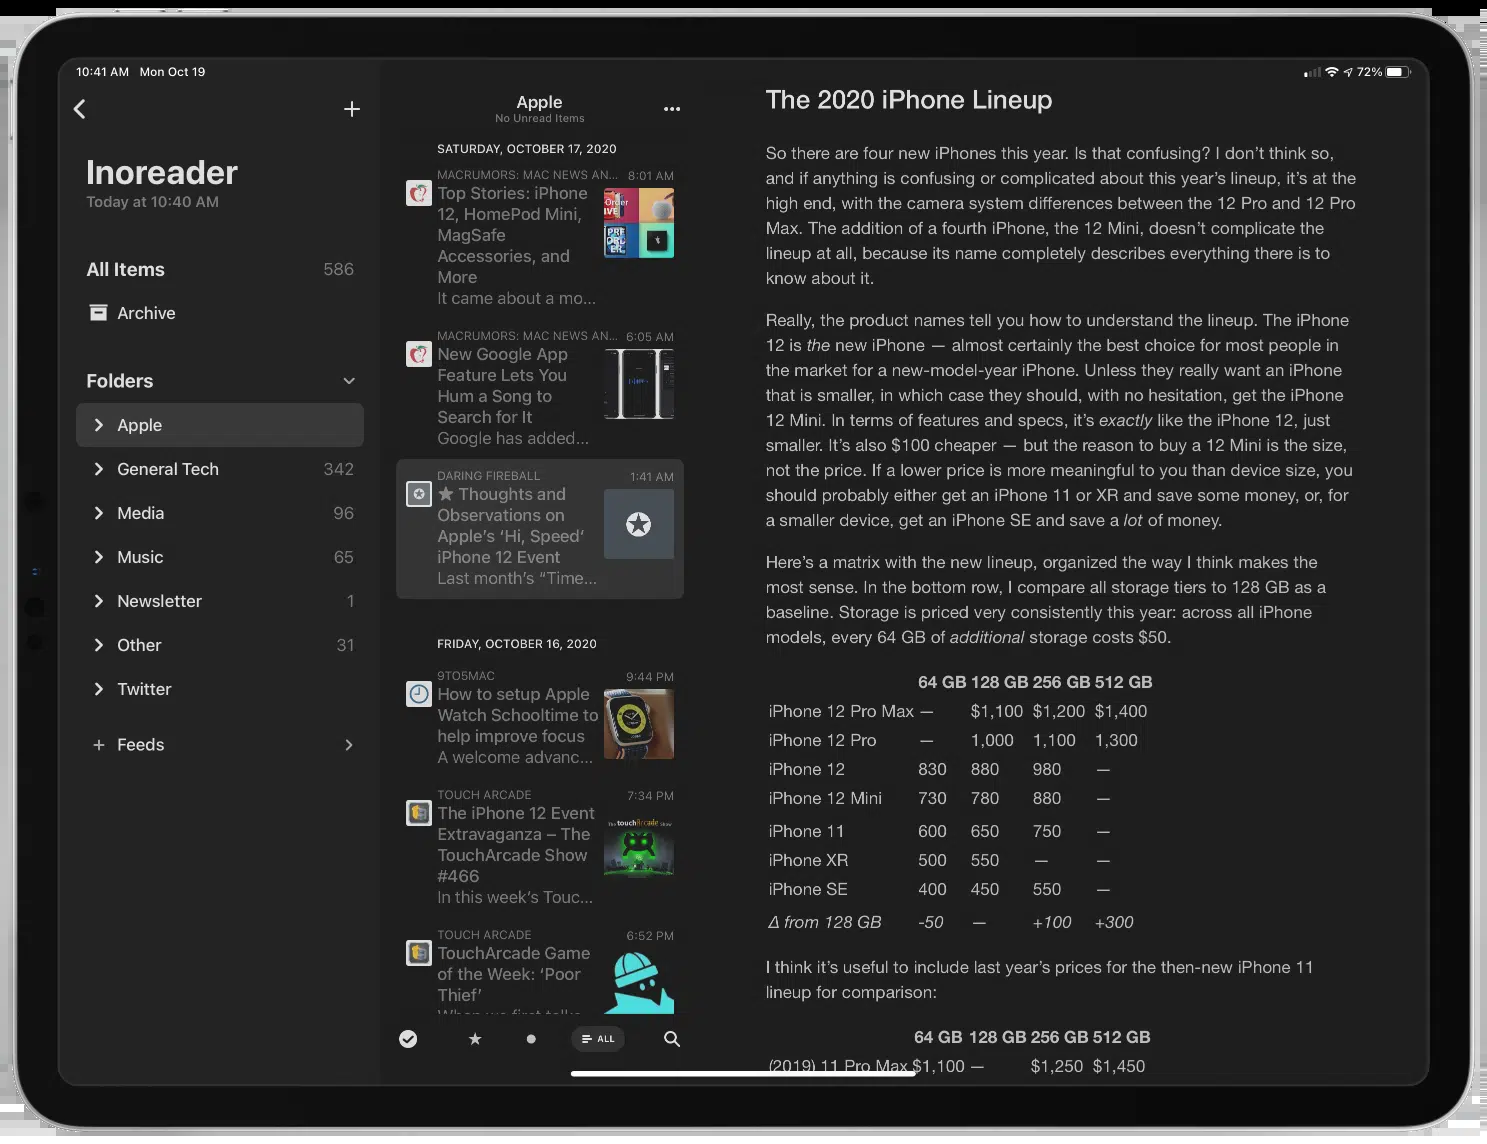 10:41 AM Mon Oct 19
72%
Inoreader
Today at 10:40 AM
All Items 586
Archive
Folders
Apple
General Tech 342
Media 96
Music 65
Newsletter 1
Other 31
Twitter
+ Feeds
Apple
No Unread Items
SATURDAY, OCTOBER 17, 2020
MACRUMORS: MAC NEWS AN... 8:01 AM
Top Stories: iPhone
12, HomePod Mini,
MagSafe
Accessories, and
More
It came about a mo...
MACRUMORS: MAC NEWS AN... 6:05 AM
New Google App
Feature Lets You
Hum a Song to
Search for It
Google has added...
DARING FIREBALL 1:41 AM
★ Thoughts and
Observations on
Apple's ‘Hi, Speed‘
iPhone 12 Event
Last month's “Time...
FRIDAY, OCTOBER 16, 2020
9TO5MAC 9:44 PM
How to setup Apple
Watch Schooltime to
help improve focus
A welcome advanc...
TOUCH ARCADE 7:34 PM
The iPhone 12 Event
Extravaganza – The
TouchArcade Show
#466
In this week's Touc...
The touchArcade Show
TOUCH ARCADE 6:52 PM
TouchArcade Game
of the Week: ‘Poor
Thief’
ALL
The 2020 iPhone Lineup
So there are four new iPhones this year. Is that confusing? I don’t think so,
and if anything is confusing or complicated about this year’s lineup, it’s at the
high end, with the camera system differences between the 12 Pro and 12 Pro
Max. The addition of a fourth iPhone, the 12 Mini, doesn’t complicate the
lineup at all, because its name completely describes everything there is to
know about it.
Really, the product names tell you how to understand the lineup. The iPhone
12 is the new iPhone — almost certainly the best choice for most people in
the market for a new-model-year iPhone. Unless they really want an iPhone
that is smaller, in which case they should, with no hesitation, get the iPhone
12 Mini. In terms of features and specs, it’s exactly like the iPhone 12, just
smaller. It’s also $100 cheaper — but the reason to buy a 12 Mini is the size,
not the price. If a lower price is more meaningful to you than device size, you
should probably either get an iPhone 11 or XR and save some money, or, for
a smaller device, get an iPhone SE and save a lot of money.
Here’s a matrix with the new lineup, organized the way I think makes the
most sense. In the bottom row, I compare all storage tiers to 128 GB as a
baseline. Storage is priced very consistently this year: across all iPhone
models, every 64 GB of additional storage costs $50.
64 GB 128 GB 256 GB 512 GB
iPhone 12 Pro Max — $1,100 $1,200 $1,400
iPhone 12 Pro — 1,000 1,100 1,300
iPhone 12 830 880 980 —
iPhone 12 Mini 730 780 880 —
iPhone 11 600 650 750 —
iPhone XR 500 550 — —
iPhone SE 400 450 550 —
Δ from 128 GB -50 — +100 +300
I think it’s useful to include last year’s prices for the then-new iPhone 11
lineup for comparison:
64 GB 128 GB 256 GB 512 GB
(2019) 11 Pro Max $1,100 — $1,250 $1,450